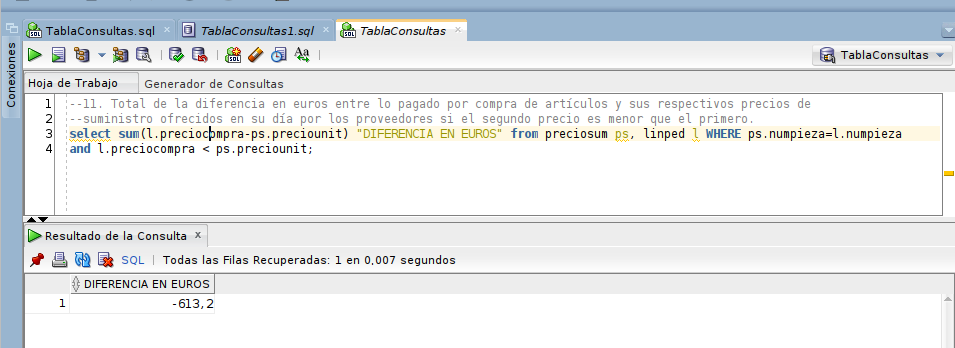 TablaConsultas.sql
TablaConsultas1.sql
TablaConsultas
TablaConsultas
Conexiones
Hoja de Trabajo
Generador de Consultas
1 --11. Total de la diferencia en euros entre lo pagado por compra de artículos y sus respectivos precios de
2 --suministro ofrecidos en su día por los proveedores si el segundo precio es menor que el primero.
3 select sum(l.preciocompra-ps.preciounit) "DIFERENCIA EN EUROS" from preciosum ps, linped l WHERE ps.numpieza=l.numpieza
4 and l.preciocompra < ps.preciounit;
Resultado de la Consulta x
SQL | Todas las Filas Recuperadas: 1 en 0,007 segundos
DIFERENCIA EN EUROS
1 -613,2